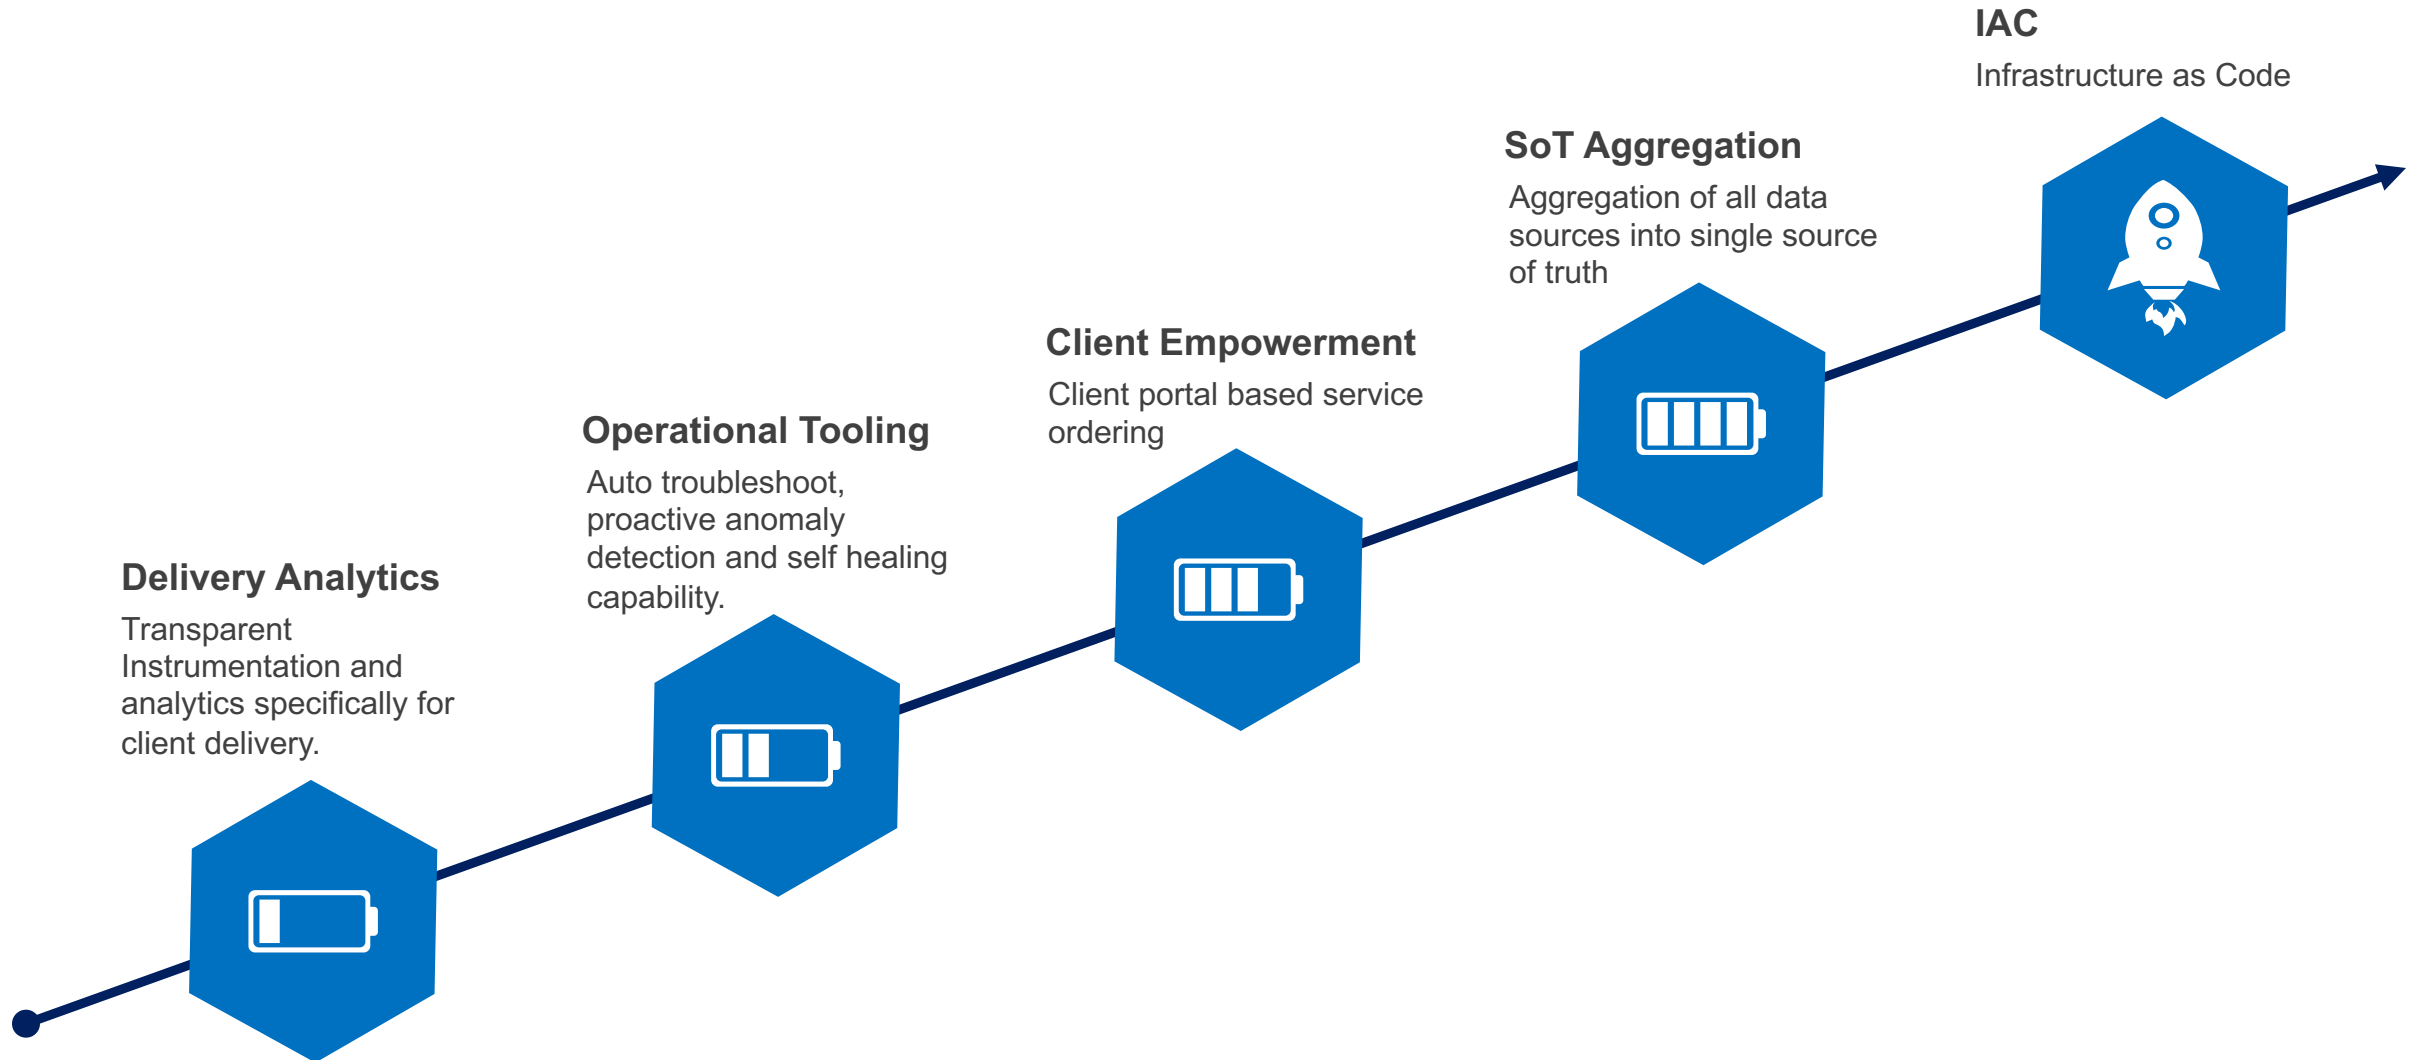 IAC
Infrastructure as Code
SoT Aggregation
Aggregation of all data
sources into single source
of truth
Client Empowerment
Client portal based service
ordering
Operational Tooling
Auto troubleshoot,
proactive anomaly
detection and self healing
capability.
Delivery Analytics
Transparent
Instrumentation and
analytics specifically for
client delivery.